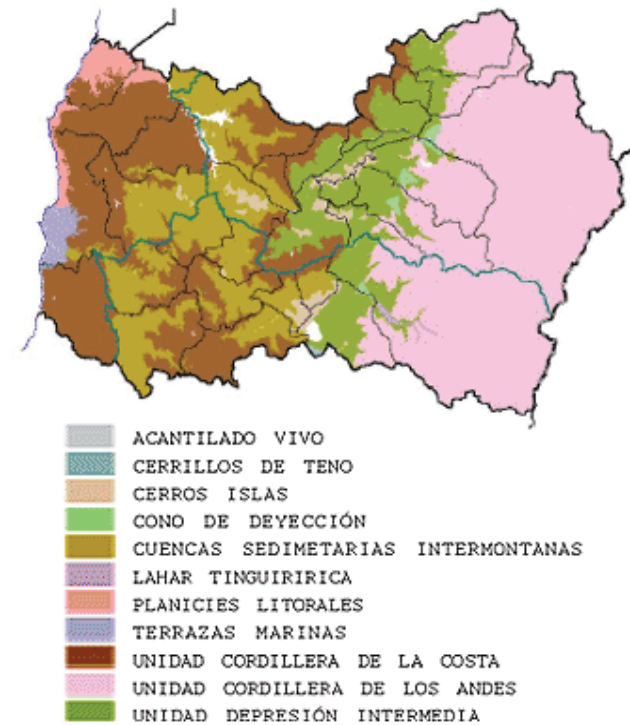 ACANTILADO VIVO
CERRILLOS DE TENO
CERROS ISLAS
CONO DE DEYECCIÓN
CUENCAS SEDIMETARIAS INTERMONTANAS
LAHAR TINGUIRIRICA
PLANICIES LITORALES
TERRAZAS MARINAS
UNIDAD CORDILLERA DE LA COSTA
UNIDAD CORDILLERA DE LOS ANDES
UNIDAD DEPRESIÓN INTERMEDIA